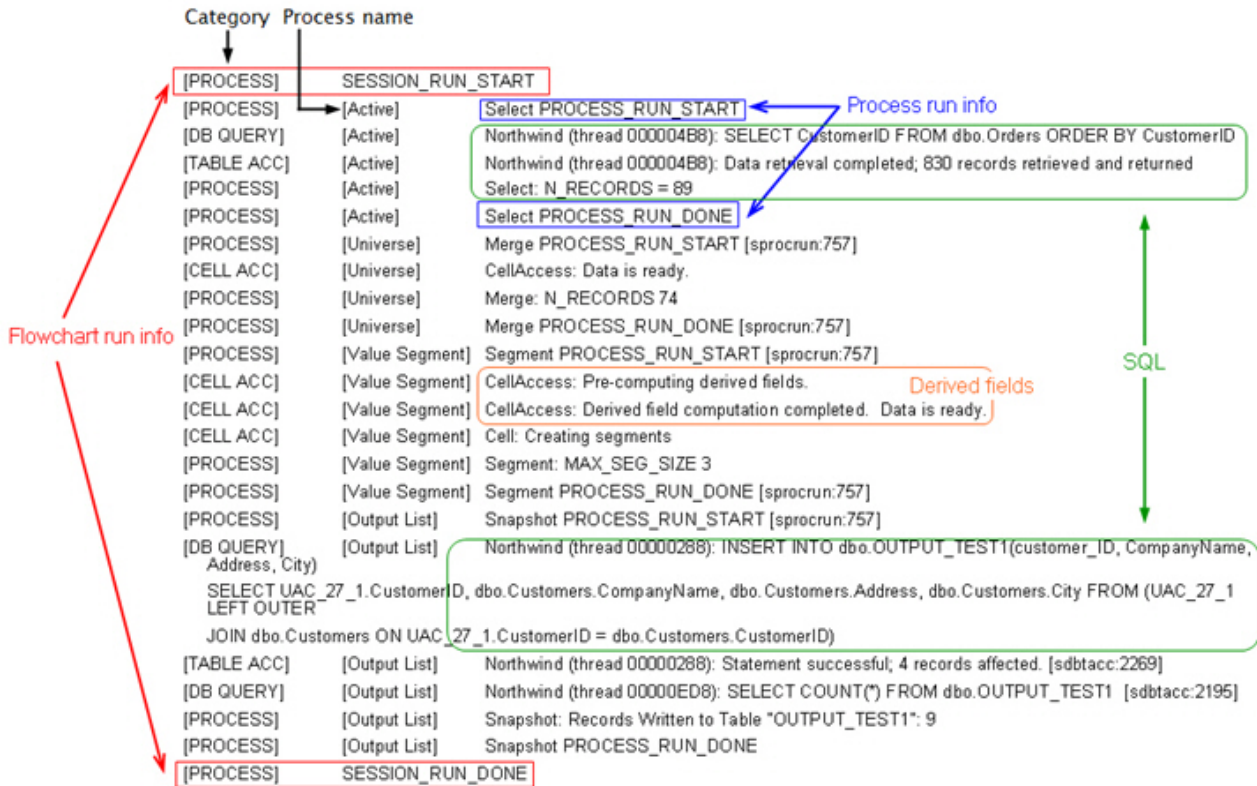 Category Process name
[PROCESS] SESSION_RUN_START
[PROCESS] [Active] Select PROCESS_RUN_START Process run info
[DB QUERY] [Active] Northwind (thread 000004B8): SELECT CustomerID FROM dbo.Orders ORDER BY CustomerID
[TABLE ACC] [Active] Northwind (thread 000004B8): Data retrieval completed; 830 records retrieved and returned
[PROCESS] [Active] Select: N_RECORDS = 89
[PROCESS] [Active] Select PROCESS_RUN_DONE
[PROCESS] [Universe] Merge PROCESS_RUN_START [sprocrun:757]
[CELL ACC] [Universe] CellAccess: Data is ready.
[PROCESS] [Universe] Merge: N_RECORDS 74
[PROCESS] [Universe] Merge PROCESS_RUN_DONE [sprocrun:757]
Flowchart run info
[PROCESS] [Value Segment] Segment PROCESS_RUN_START [sprocrun:757]
SQL
[CELL ACC] [Value Segment] CellAccess: Pre-computing derived fields. Derived fields
[CELL ACC] [Value Segment] CellAccess: Derived field computation completed. Data is ready.
[CELL ACC] [Value Segment] Cell: Creating segments
[PROCESS] [Value Segment] Segment: MAX_SEG_SIZE 3
[PROCESS] [Value Segment] Segment PROCESS_RUN_DONE [sprocrun:757]
[PROCESS] [Output List] Snapshot PROCESS_RUN_START [sprocrun:757]
[DB QUERY] [Output List] Northwind (thread 00000288): INSERT INTO dbo.OUTPUT_TEST1(customer_ID, CompanyName,
Address, City)
SELECT UAC_27_1.CustomerID, dbo.Customers.CompanyName, dbo.Customers.Address, dbo.Customers.City FROM (UAC_27_1
LEFT OUTER
JOIN dbo.Customers ON UAC_27_1.CustomerID = dbo.Customers.CustomerID)
[TABLE ACC] [Output List] Northwind (thread 00000288): Statement successful; 4 records affected. [sdbtacc:2269]
[DB QUERY] [Output List] Northwind (thread 00000ED8): SELECT COUNT(*) FROM dbo.OUTPUT_TEST1 [sdbtacc:2195]
[PROCESS] [Output List] Snapshot: Records Written to Table "OUTPUT_TEST1": 9
[PROCESS] [Output List] Snapshot PROCESS_RUN_DONE
[PROCESS] SESSION_RUN_DONE